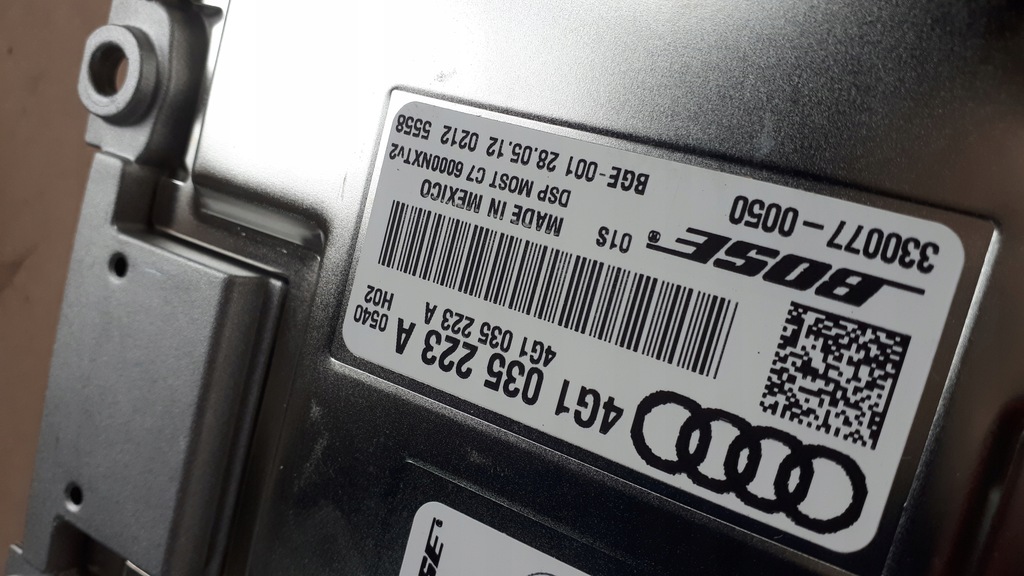 4G1 035 223 A
0540
4G1 035 223 A H02
BOSE® 01S MADE IN MEXICO
DSP MOST C7 6000NXTv2
330077-0050 BGE-001 28.05.12 0212 5558